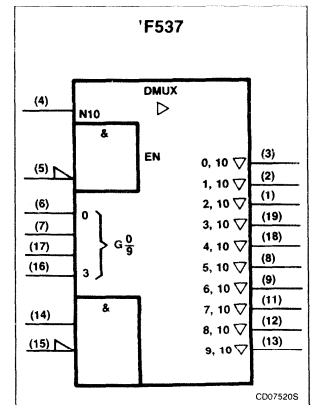 'F537
DMUX
▷
(4) N10
&
EN
(5)
(6) 0
(7) G 0/9
(17)
(16) 3
(14) &
(15)
0, 10 ▽ (3)
1, 10 ▽ (2)
2, 10 ▽ (1)
3, 10 ▽ (19)
4, 10 ▽ (18)
5, 10 ▽ (8)
6, 10 ▽ (9)
7, 10 ▽ (11)
8, 10 ▽ (12)
9, 10 ▽ (13)
CD07520S